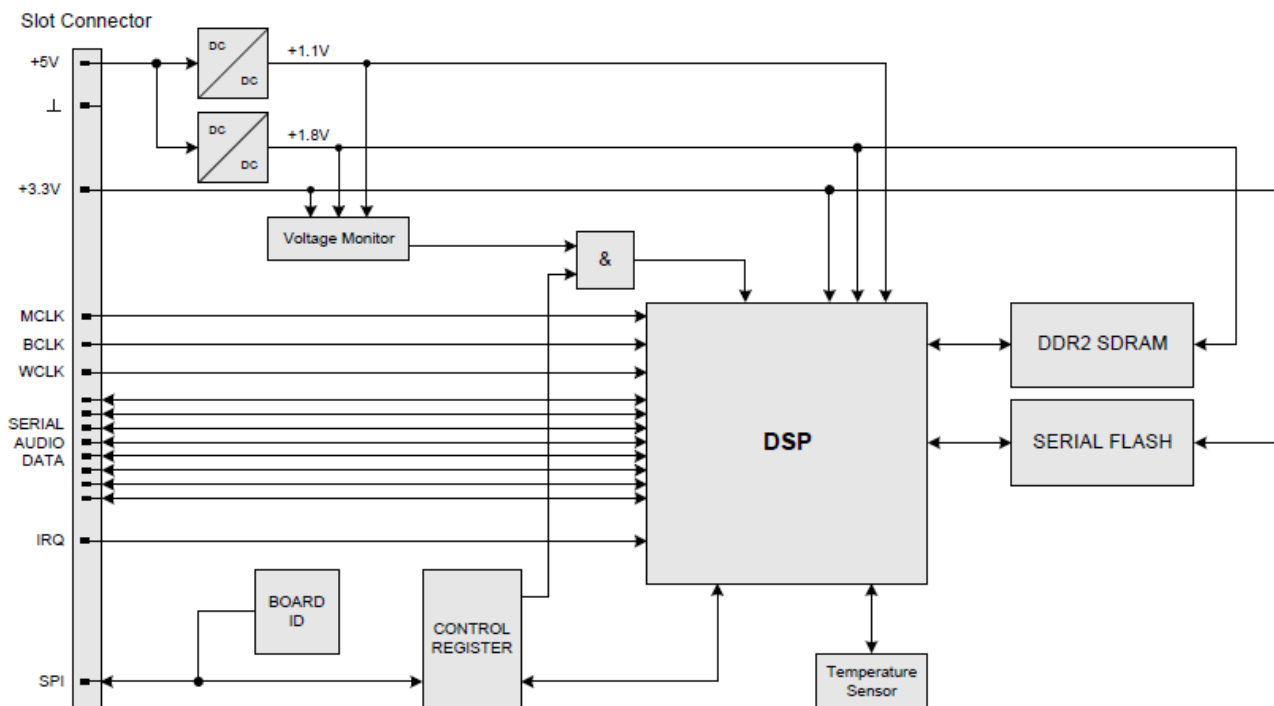 Slot Connector
+5V
DC
DC
+1.1V
⊥
DC
DC
+1.8V
+3.3V
Voltage Monitor
&
MCLK
BCLK
WCLK
DDR2 SDRAM
SERIAL
AUDIO
DATA
DSP
SERIAL FLASH
IRQ
BOARD
ID
CONTROL
REGISTER
SPI
Temperature
Sensor